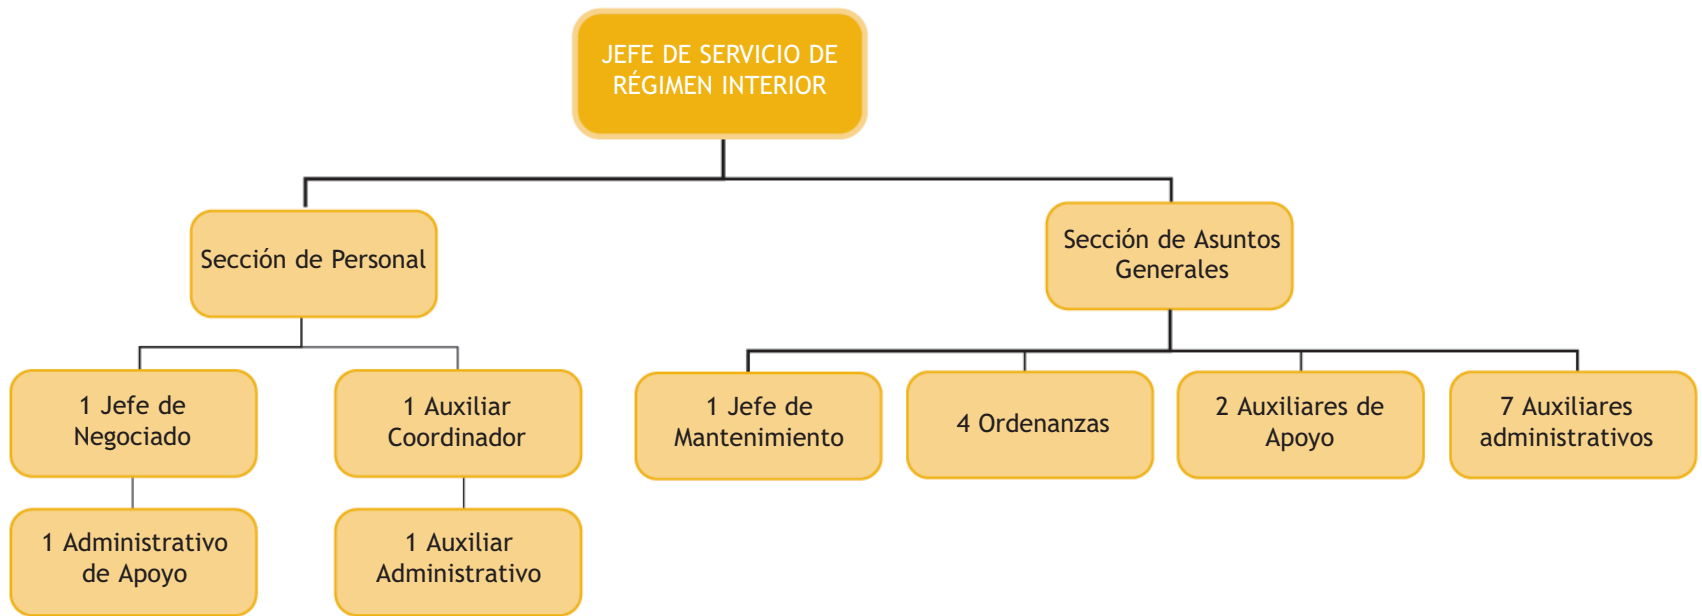 JEFE DE SERVICIO DE
RÉGIMEN INTERIOR
Sección de Personal
Sección de Asuntos
Generales
1 Jefe de
Negociado
1 Auxiliar
Coordinador
1 Jefe de
Mantenimiento
4 Ordenanzas
2 Auxiliares de
Apoyo
7 Auxiliares
administrativos
1 Administrativo
de Apoyo
1 Auxiliar
Administrativo